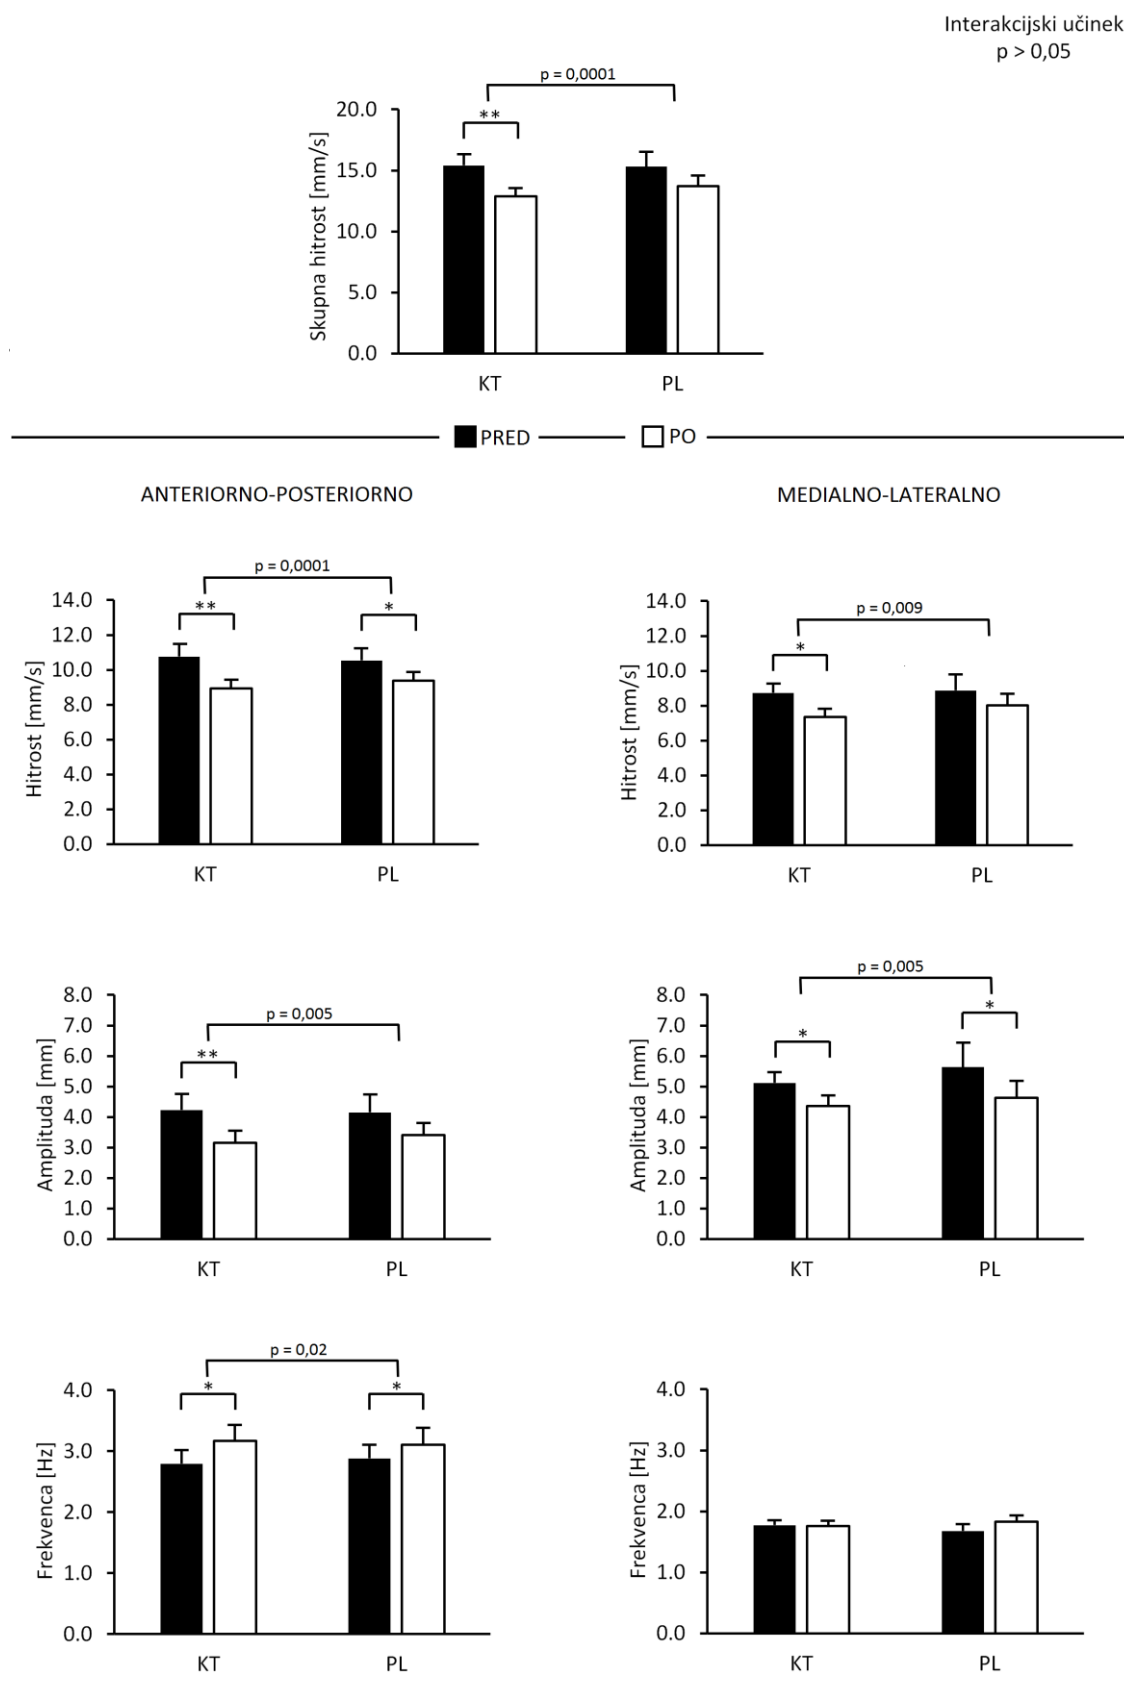 Interakcijski učinek
p > 0,05
p = 0,0001
**
Skupna hitrost [mm/s]
20.0
15.0
10.0
5.0
0.0
KT PL
PRED PO
ANTERIORNO-POSTERIORNO
MEDIALNO-LATERALNO
p = 0,0001
** *
Hitrost [mm/s]
14.0
12.0
10.0
8.0
6.0
4.0
2.0
0.0
KT PL
p = 0,009
*
Hitrost [mm/s]
14.0
12.0
10.0
8.0
6.0
4.0
2.0
0.0
KT PL
p = 0,005
**
Amplituda [mm]
8.0
7.0
6.0
5.0
4.0
3.0
2.0
1.0
0.0
KT PL
p = 0,005
* *
Amplituda [mm]
8.0
7.0
6.0
5.0
4.0
3.0
2.0
1.0
0.0
KT PL
p = 0,02
* *
Frekvenca [Hz]
4.0
3.0
2.0
1.0
0.0
KT PL
Frekvenca [Hz]
4.0
3.0
2.0
1.0
0.0
KT PL